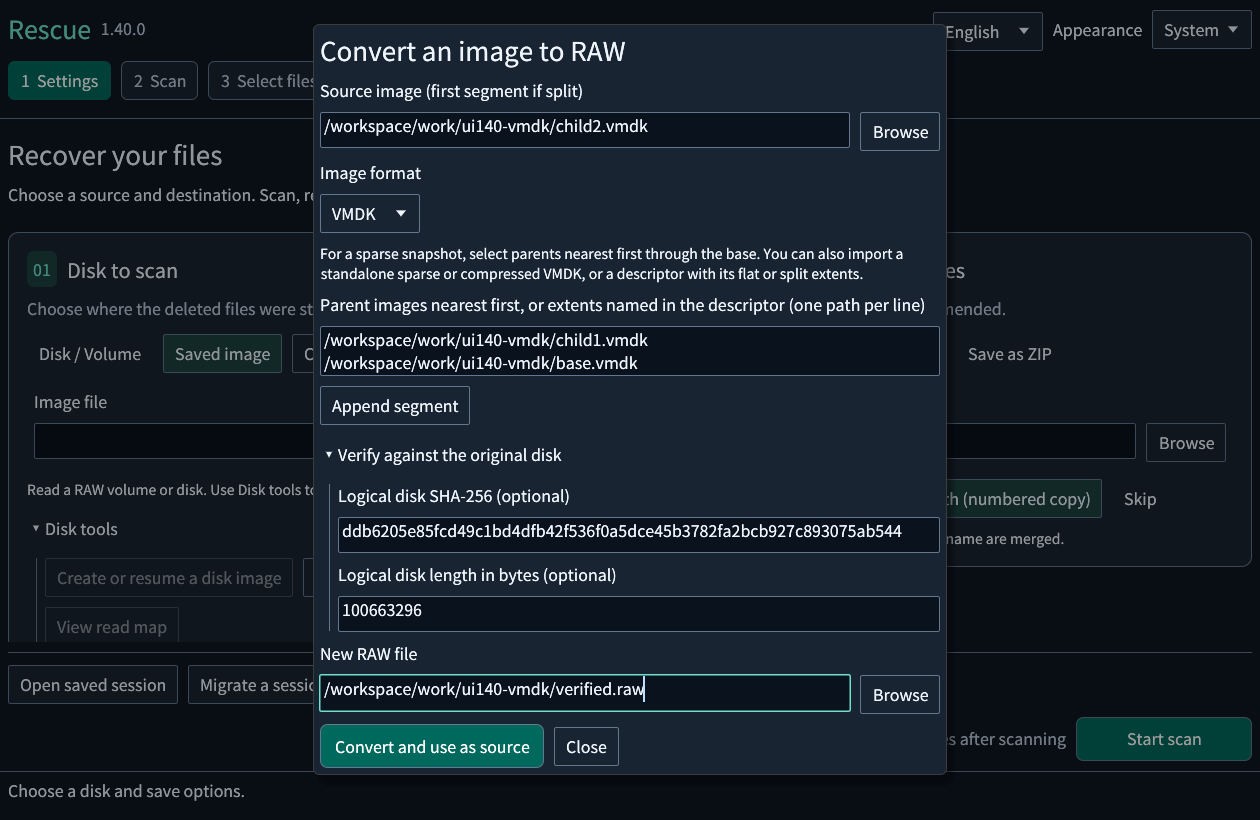 Rescue 1.40.0
English
Appearance
System
1 Settings
2 Scan
3 Select files
Recover your files
Choose a source and destination. Scan, re
01 Disk to scan
Choose where the deleted files were st
Disk / Volume
Saved image
Image file
Read a RAW volume or disk. Use Disk tools to
Disk tools
Create or resume a disk image
View read map
Open saved session
Migrate a sessio
Choose a disk and save options.
Convert an image to RAW
Source image (first segment if split)
/workspace/work/ui140-vmdk/child2.vmdk
Browse
Image format
VMDK
For a sparse snapshot, select parents nearest first through the base. You can also import a
standalone sparse or compressed VMDK, or a descriptor with its flat or split extents.
Parent images nearest first, or extents named in the descriptor (one path per line)
/workspace/work/ui140-vmdk/child1.vmdk
/workspace/work/ui140-vmdk/base.vmdk
Append segment
Verify against the original disk
Logical disk SHA-256 (optional)
ddb6205e85fcd49c1bd4dfb42f536f0a5dce45b3782fa2bcb927c893075ab544
Logical disk length in bytes (optional)
100663296
New RAW file
/workspace/work/ui140-vmdk/verified.raw
Browse
Convert and use as source
Close
es
nended.
Save as ZIP
Browse
th (numbered copy)
Skip
name are merged.
es after scanning
Start scan